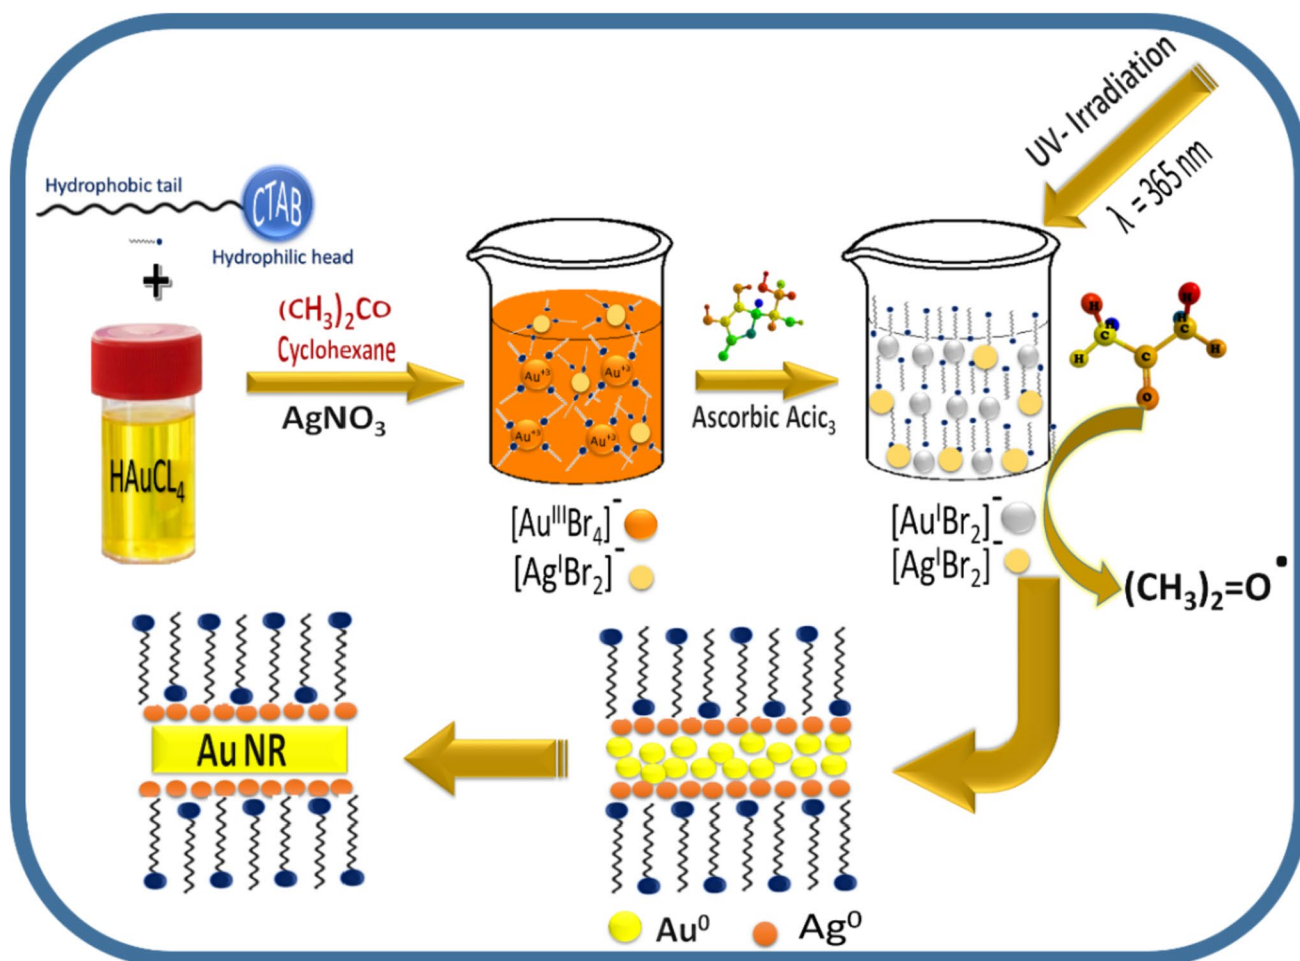 UV- Irradiation
λ = 365 nm
Hydrophobic tail
CTAB
Hydrophilic head
+
(CH₃)₂CO
Cyclohexane
AgNO₃
HAuCL₄
Au⁺³
Au⁺³
Au⁺³
Au⁺³
Ascorbic Acic₃
[AuᴵᴵᴵBr₄]⁻
[AgᴵBr₂]⁻
[AuᴵBr₂]⁻
[AgᴵBr₂]⁻
H
H
H
C
H
C
H
C
H
O
(CH₃)₂=O•
Au NR
Au⁰
Ag⁰